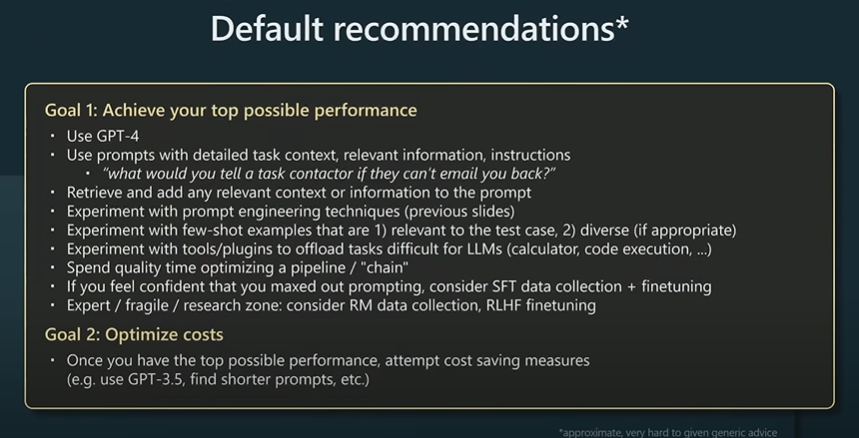 Default recommendations*
Goal 1: Achieve your top possible performance
· Use GPT-4
· Use prompts with detailed task context, relevant information, instructions
· "what would you tell a task contactor if they can't email you back?"
· Retrieve and add any relevant context or information to the prompt
· Experiment with prompt engineering techniques (previous slides)
· Experiment with few-shot examples that are 1) relevant to the test case, 2) diverse (if appropriate)
· Experiment with tools/plugins to offload tasks difficult for LLMs (calculator, code execution, ...)
· Spend quality time optimizing a pipeline / "chain"
· If you feel confident that you maxed out prompting, consider SFT data collection + finetuning
· Expert / fragile / research zone: consider RM data collection, RLHF finetuning
Goal 2: Optimize costs
· Once you have the top possible performance, attempt cost saving measures
(e.g. use GPT-3.5, find shorter prompts, etc.)
*approximate, very hard to given generic advice